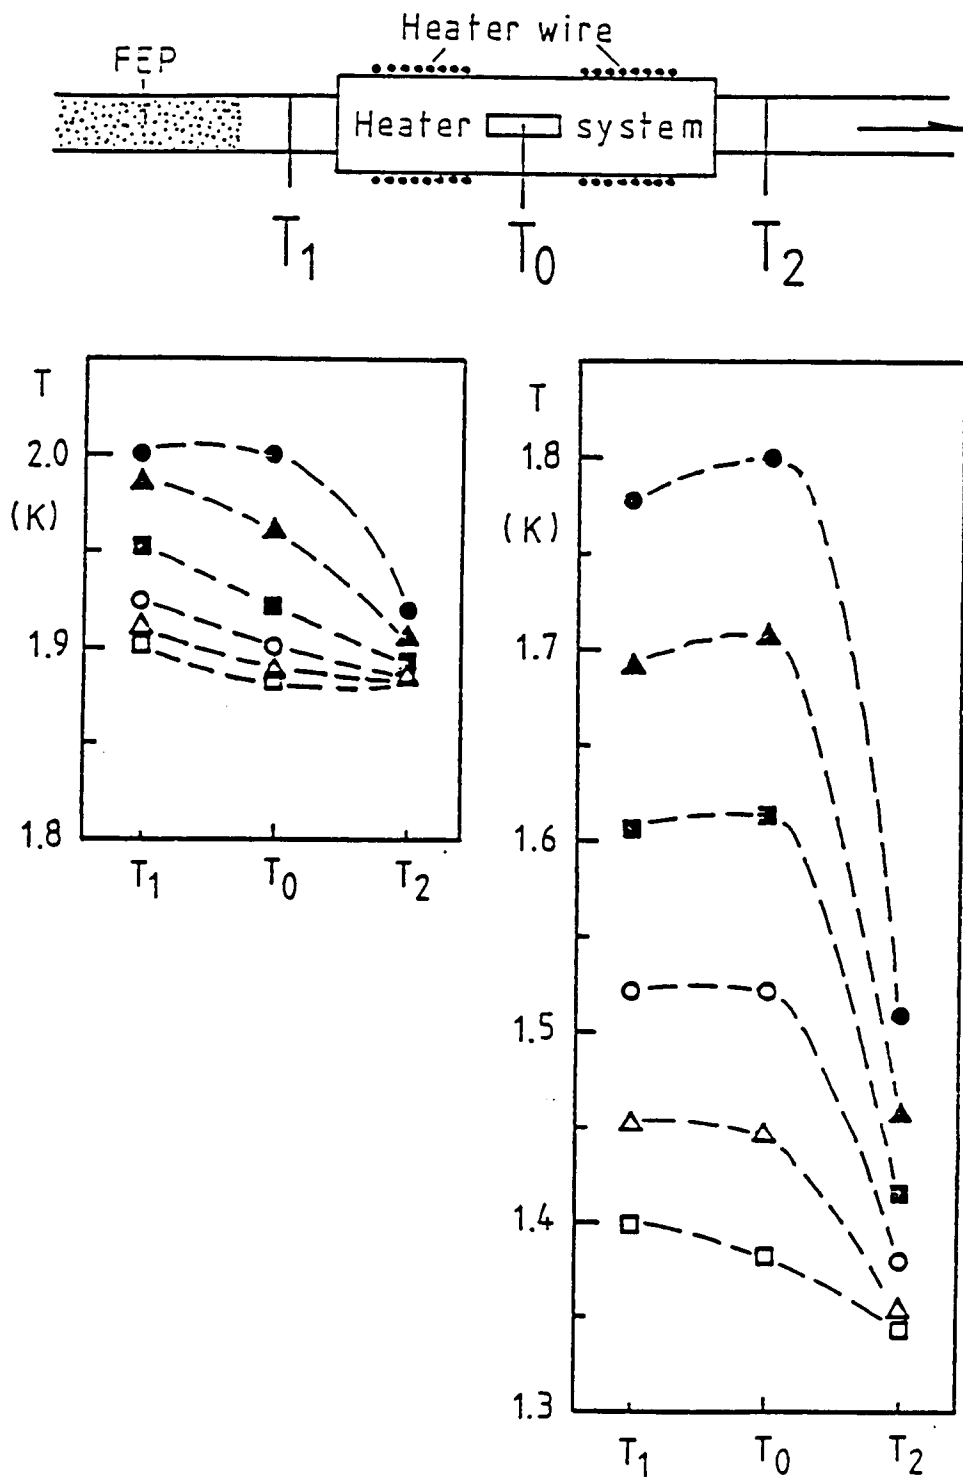 Heater wire
FEP
Heater system
T1 T0 T2
T
2.0
(K)
1.9
1.8
T1 T0 T2
T
1.8
(K)
1.7
1.6
1.5
1.4
1.3
T1 T0 T2